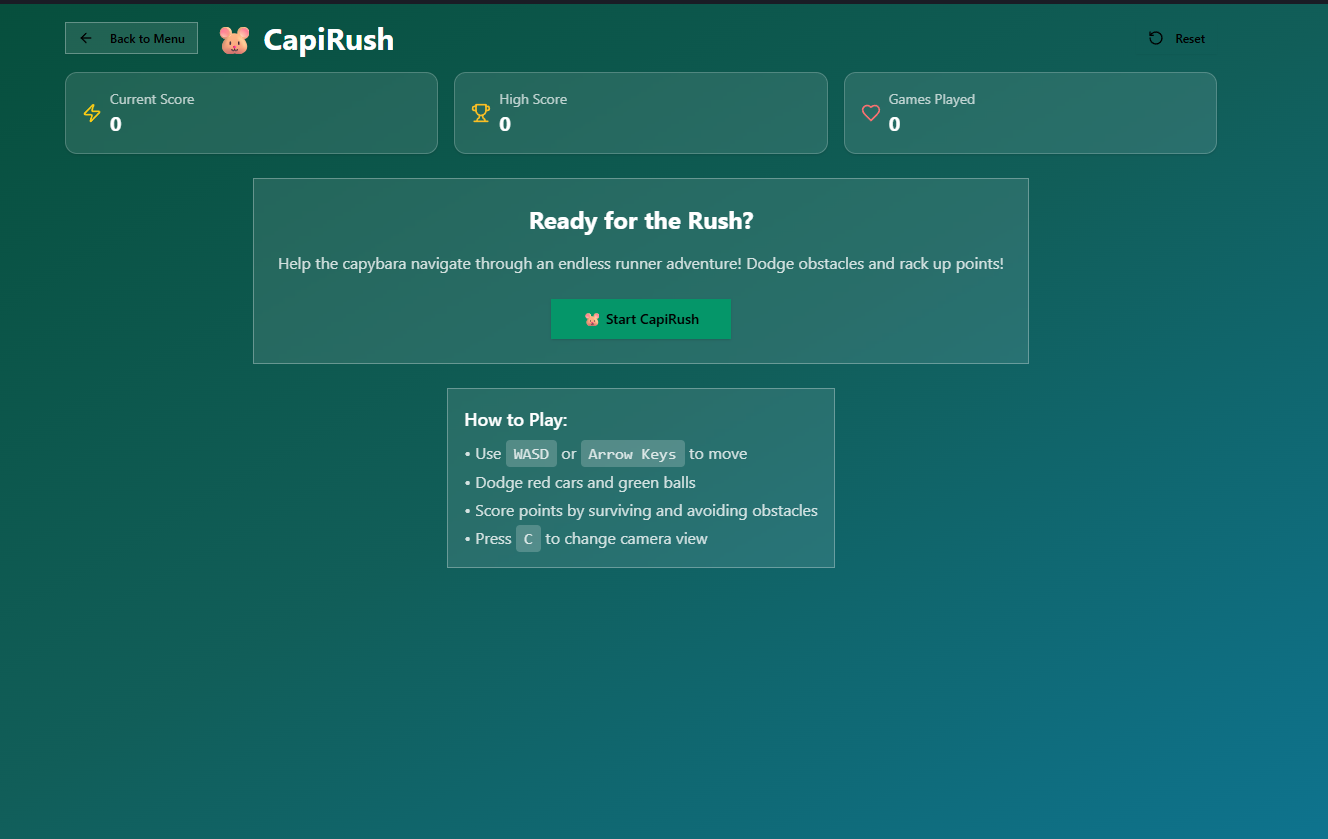 Back to Menu
CapiRush
Reset
Current Score
0
High Score
0
Games Played
0
Ready for the Rush?
Help the capybara navigate through an endless runner adventure! Dodge obstacles and rack up points!
Start CapiRush
How to Play:
• Use WASD or Arrow Keys to move
• Dodge red cars and green balls
• Score points by surviving and avoiding obstacles
• Press C to change camera view